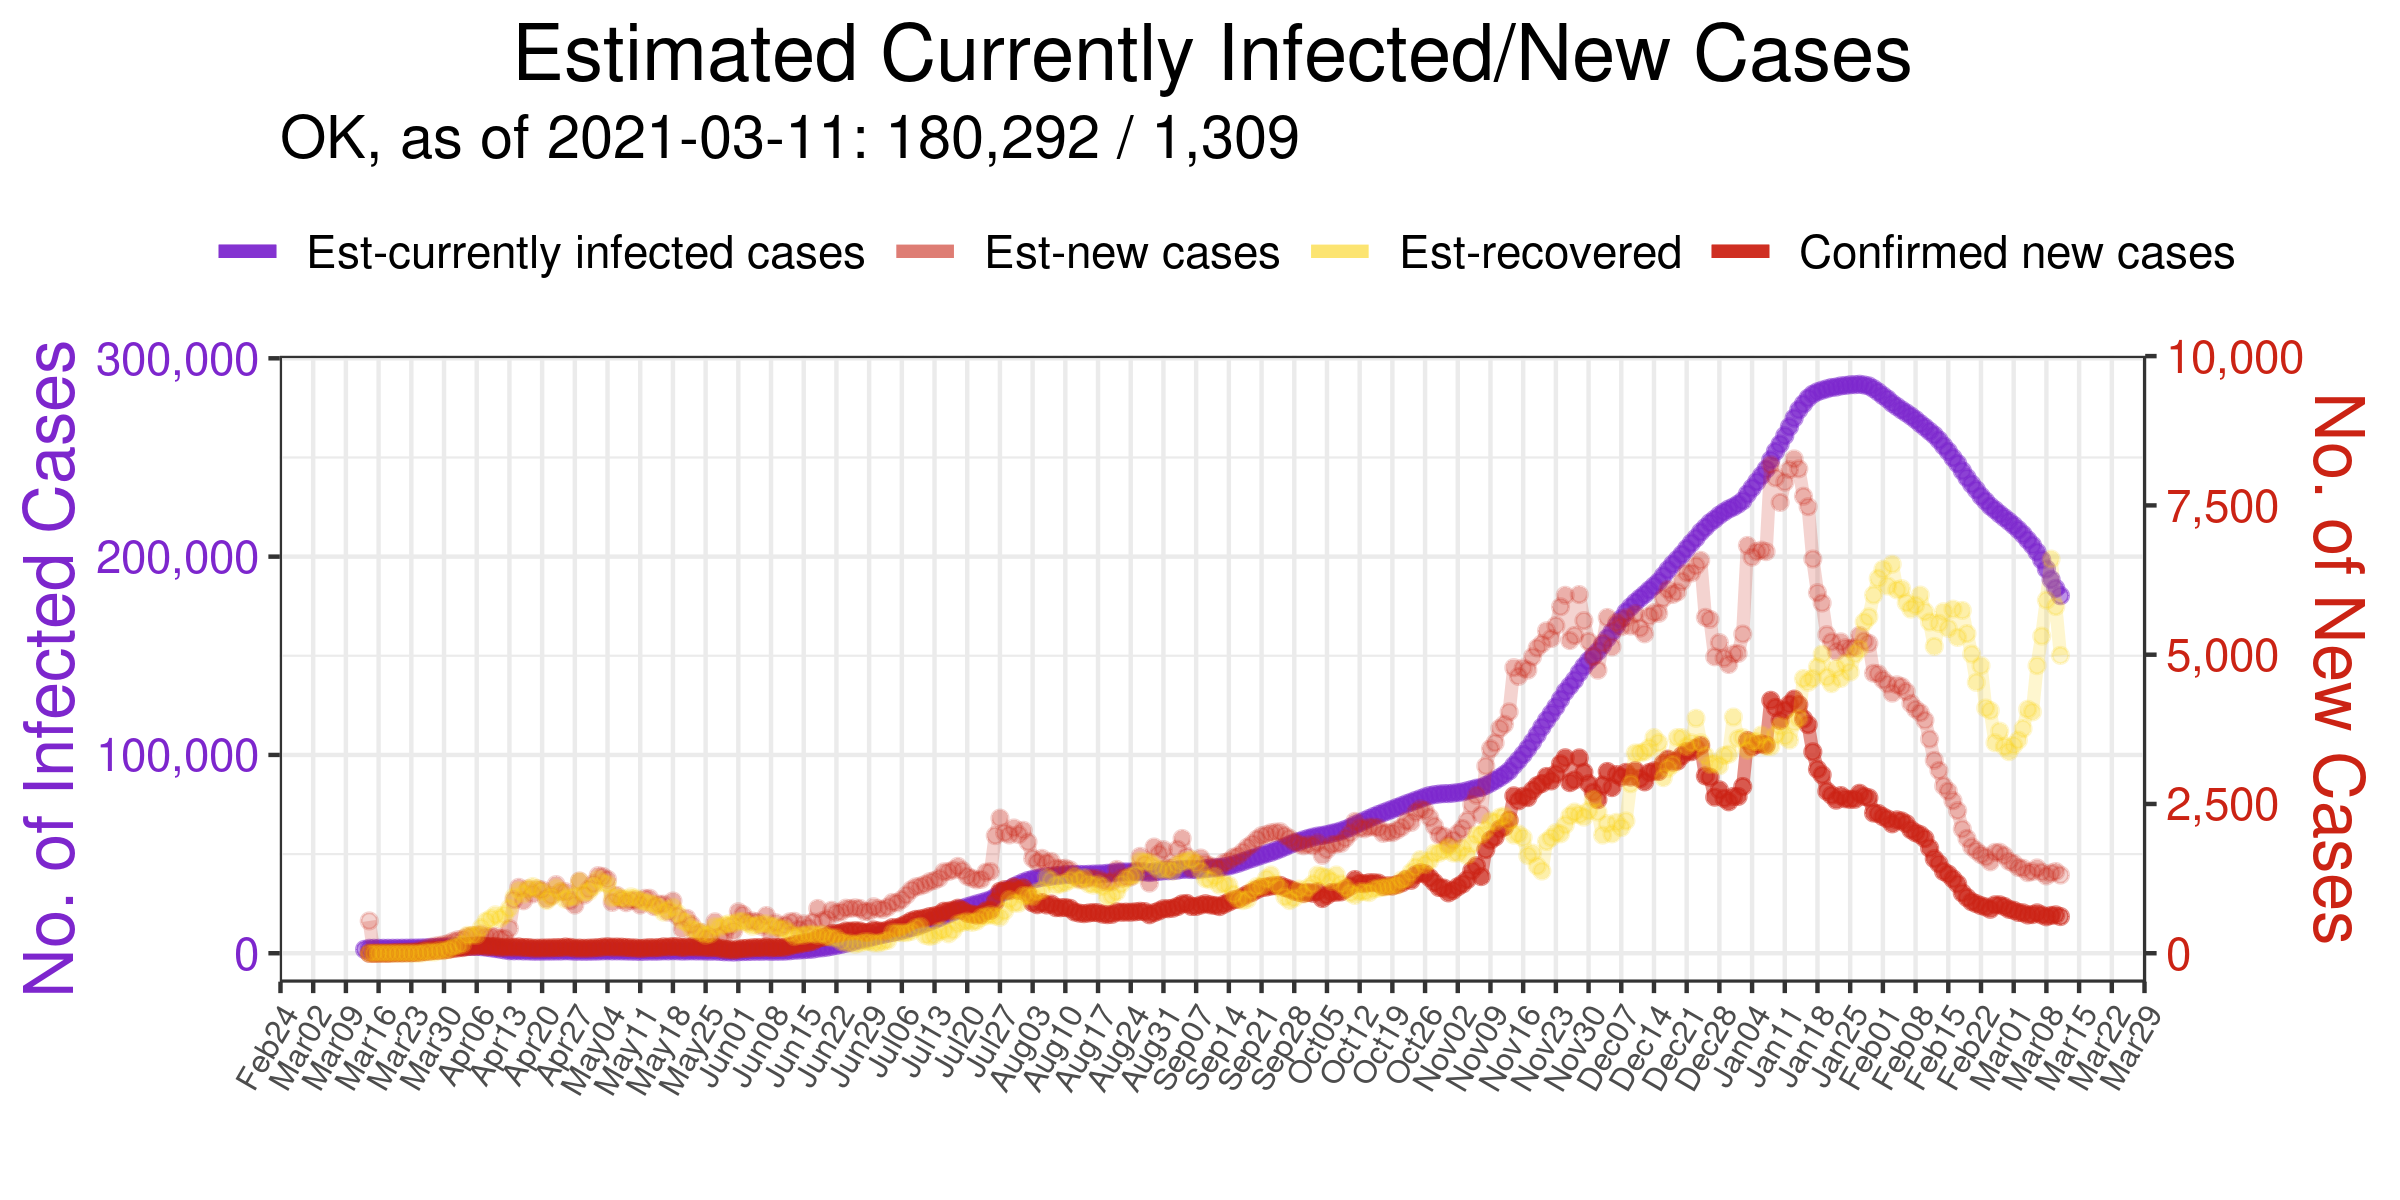 Estimated Currently Infected/New Cases
OK, as of 2021-03-11: 180,292 / 1,309
Est-currently infected cases
Est-new cases
Est-recovered
Confirmed new cases
No. of Infected Cases
300,000
200,000
100,000
0
10,000
7,500
5,000
2,500
0
No. of New Cases
Feb24
Mar02
Mar09
Mar16
Mar23
Mar30
Apr06
Apr13
Apr20
Apr27
May04
May11
May18
May25
Jun01
Jun08
Jun15
Jun22
Jun29
Jul06
Jul13
Jul20
Jul27
Aug03
Aug10
Aug17
Aug24
Aug31
Sep07
Sep14
Sep21
Sep28
Oct05
Oct12
Oct19
Oct26
Nov02
Nov09
Nov16
Nov23
Nov30
Dec07
Dec14
Dec21
Dec28
Jan04
Jan11
Jan18
Jan25
Feb01
Feb08
Feb15
Feb22
Mar01
Mar08
Mar15
Mar22
Mar29